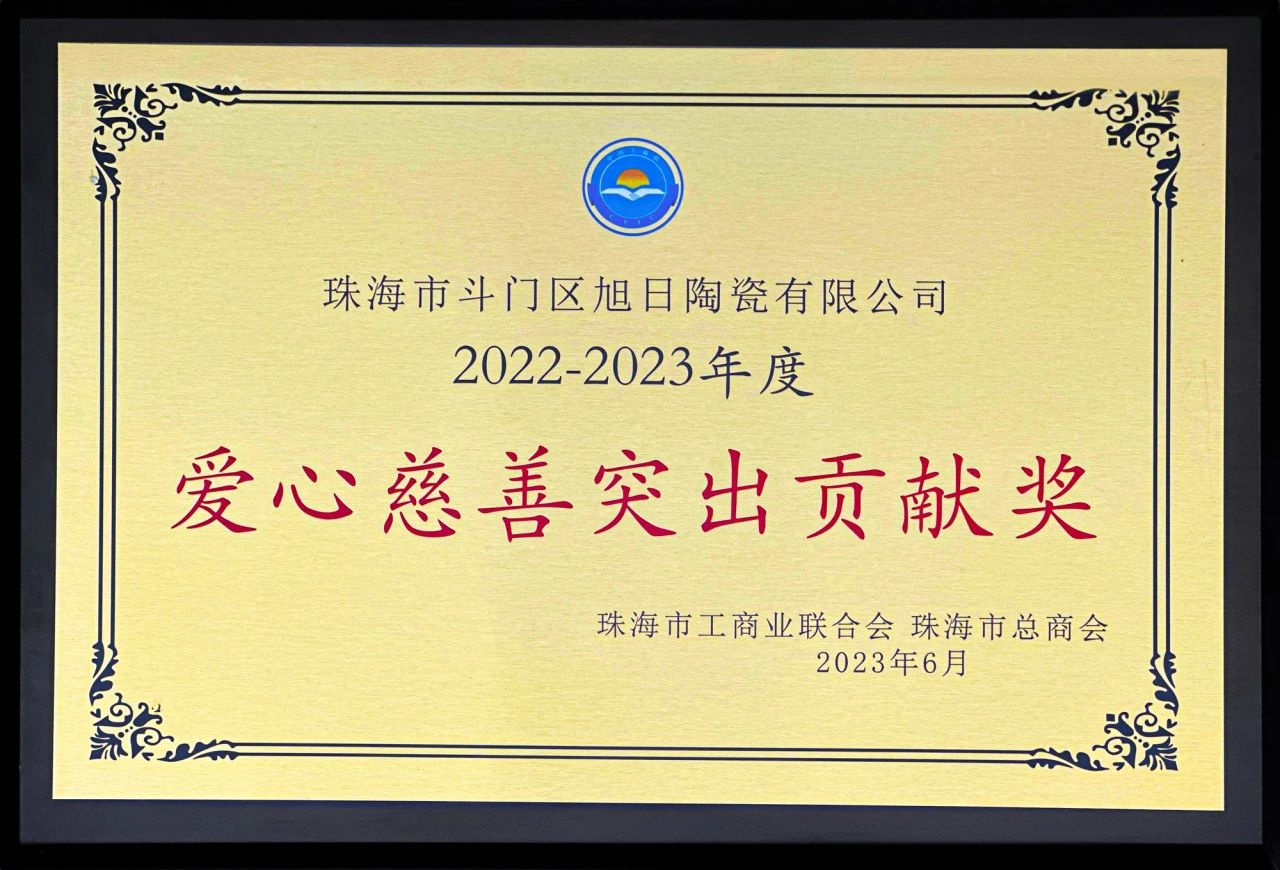 珠海市斗门区旭日陶瓷有限公司
2022-2023年度
爱心慈善突出贡献奖
珠海市工商业联合会 珠海市总商会
2023年6月